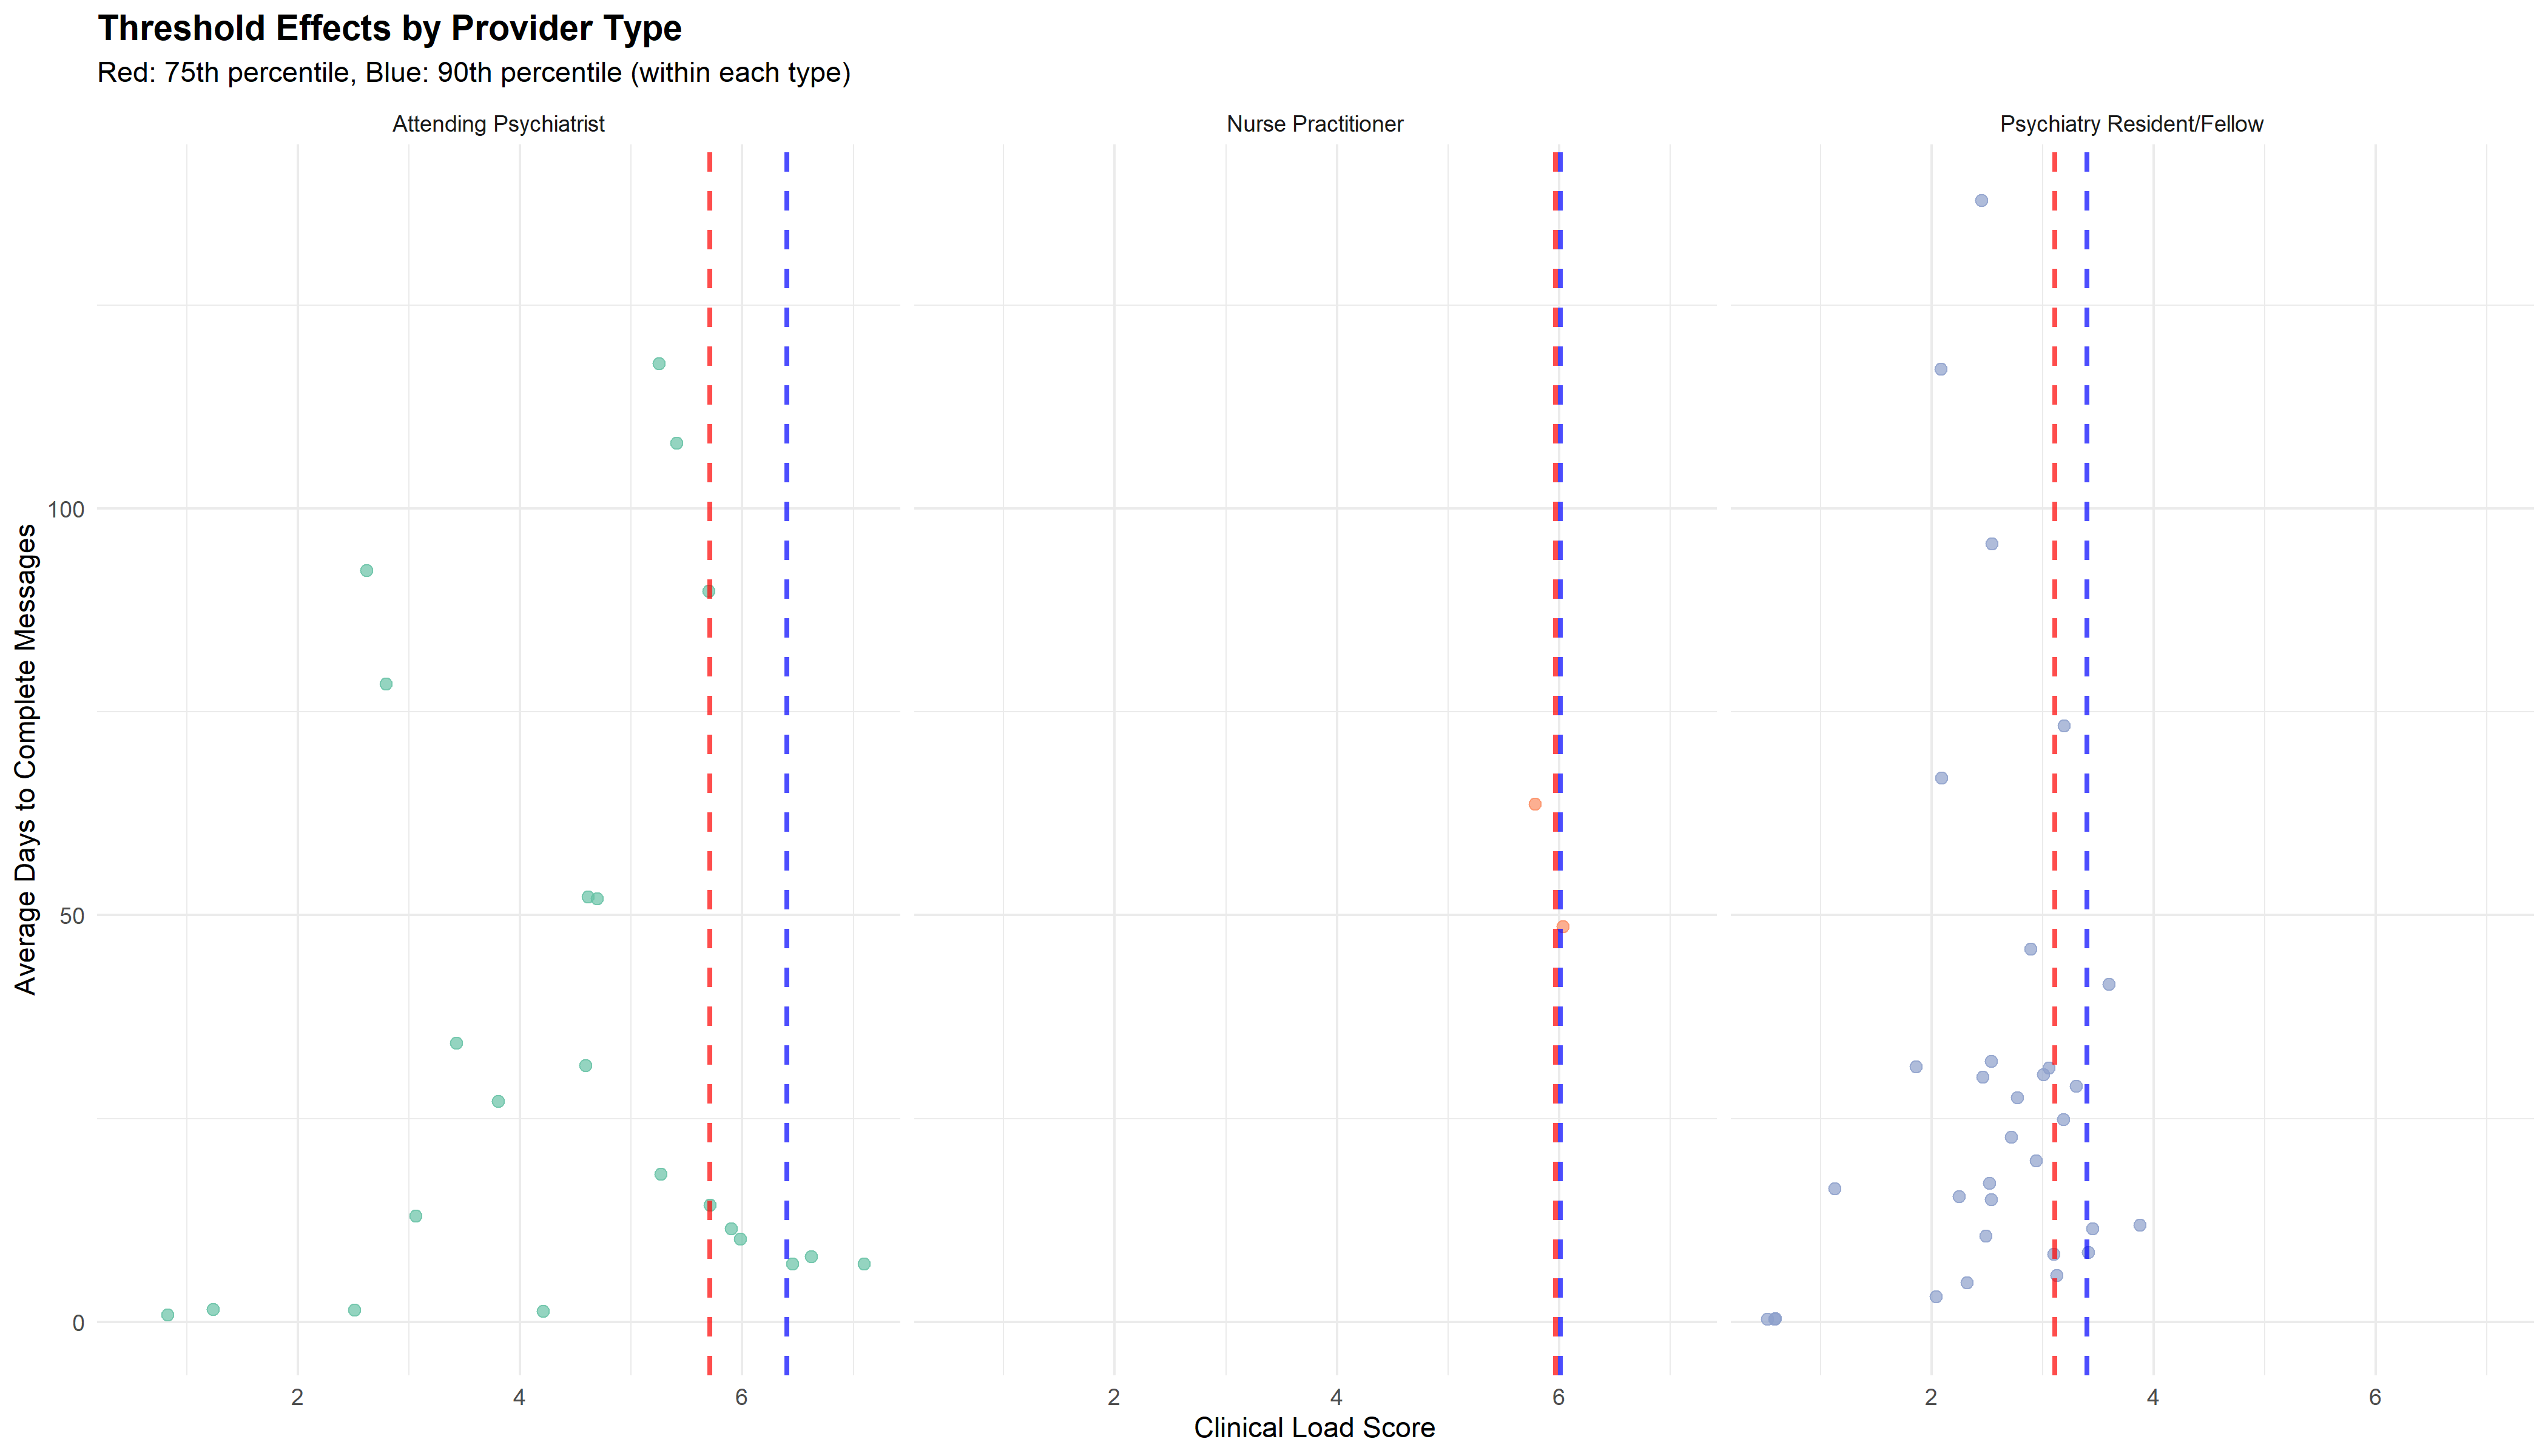 Threshold Effects by Provider Type
Red: 75th percentile, Blue: 90th percentile (within each type)
Attending Psychiatrist
Nurse Practitioner
Psychiatry Resident/Fellow
Average Days to Complete Messages
100
50
0
2 4 6
2 4 6
2 4 6
Clinical Load Score